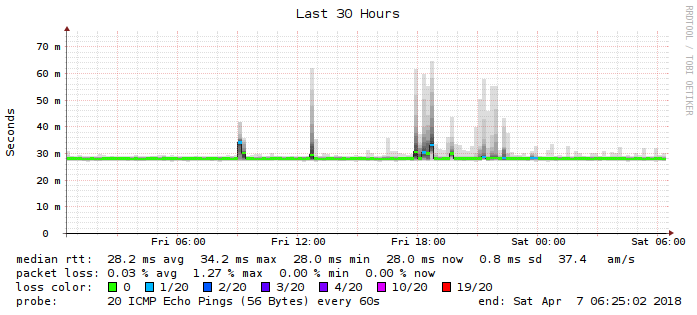 Last 30 Hours
RRDTOOL / TOBI OETIKER
Seconds
70 m
60 m
50 m
40 m
30 m
20 m
10 m
0
Fri 06:00 Fri 12:00 Fri 18:00 Sat 00:00 Sat 06:00
median rtt: 28.2 ms avg 34.2 ms max 28.0 ms min 28.0 ms now 0.8 ms sd 37.4 am/s
packet loss: 0.03 % avg 1.27 % max 0.00 % min 0.00 % now
loss color: 0 1/20 2/20 3/20 4/20 10/20 19/20
probe: 20 ICMP Echo Pings (56 Bytes) every 60s end: Sat Apr 7 06:25:02 2018